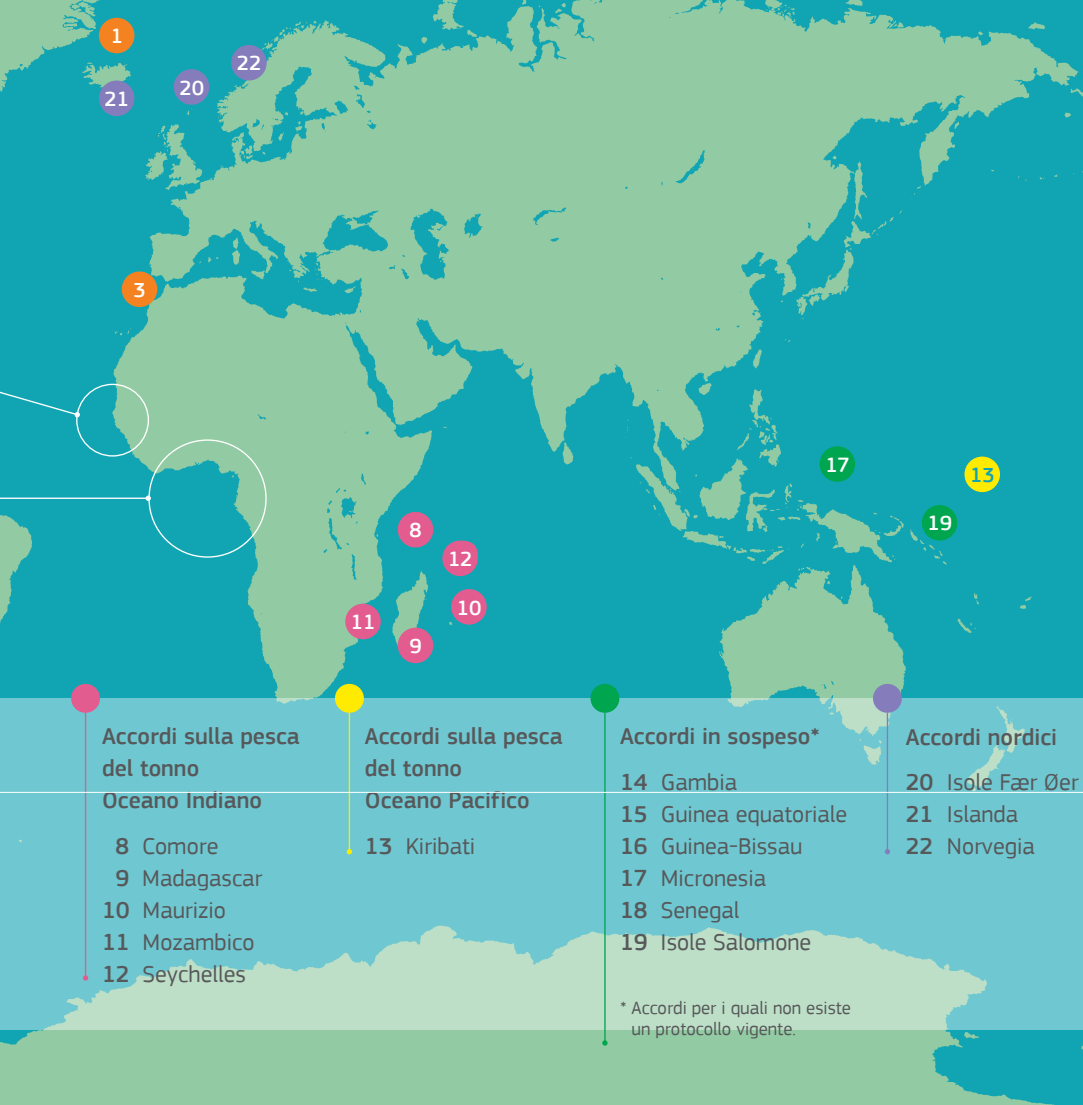 1
22
20
21
3
17
13
19
8
12
10
11
9
Accordi sulla pesca
del tonno
Oceano Indiano
8 Comore
9 Madagascar
10 Maurizio
11 Mozambico
12 Seychelles
Accordi sulla pesca
del tonno
Oceano Pacifico
13 Kiribati
Accordi in sospeso*
14 Gambia
15 Guinea equatoriale
16 Guinea-Bissau
17 Micronesia
18 Senegal
19 Isole Salomone
* Accordi per i quali non esiste
un protocollo vigente.
Accordi nordici
20 Isole Fær Øer
21 Islanda
22 Norvegia